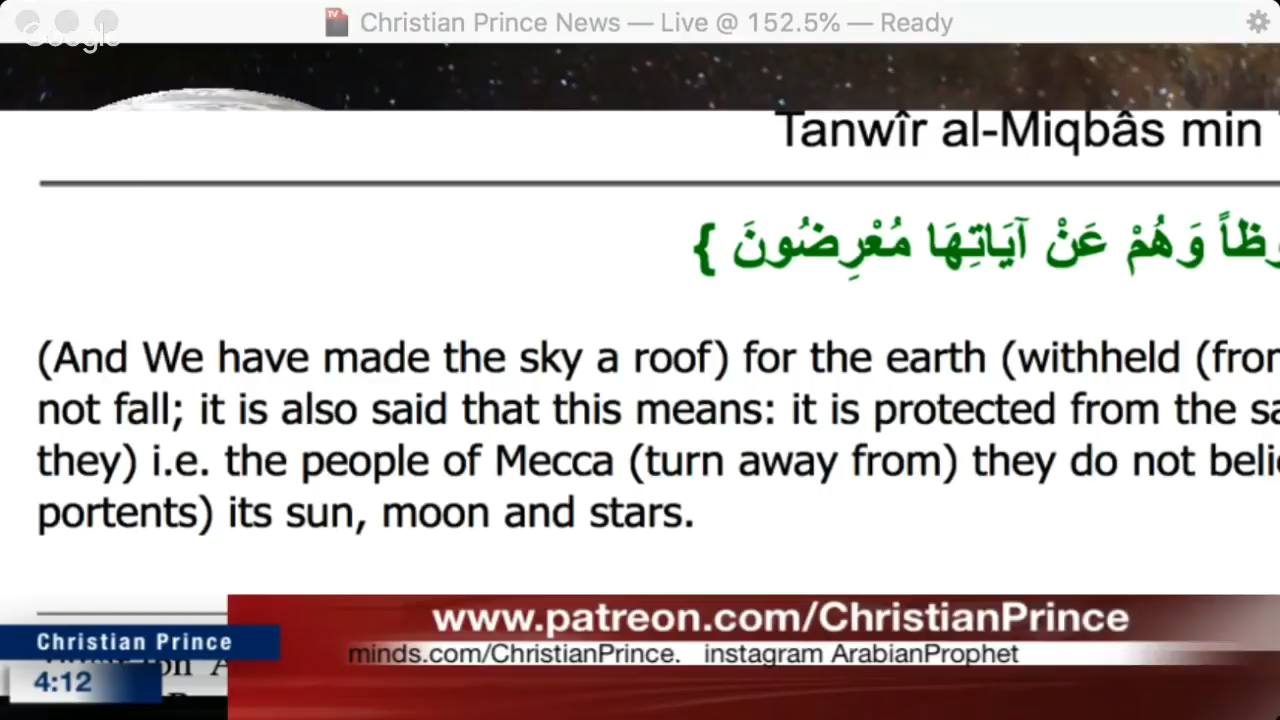 Christian Prince News — Live @ 152.5% — Ready
Google
Tanwîr al-Miqbâs min
وَهُمْ عَنْ آيَاتِهَا مُعْرِضُونَ }
(And We have made the sky a roof) for the earth (withheld
not fall; it is also said that this means: it is protected from the
they) i.e. the people of Mecca (turn away from) they do not
portents) its sun, moon and stars.
www.patreon.com/ChristianPrince
Christian Prince
minds.com/ChristianPrince. instagram ArabianProphet
4:12